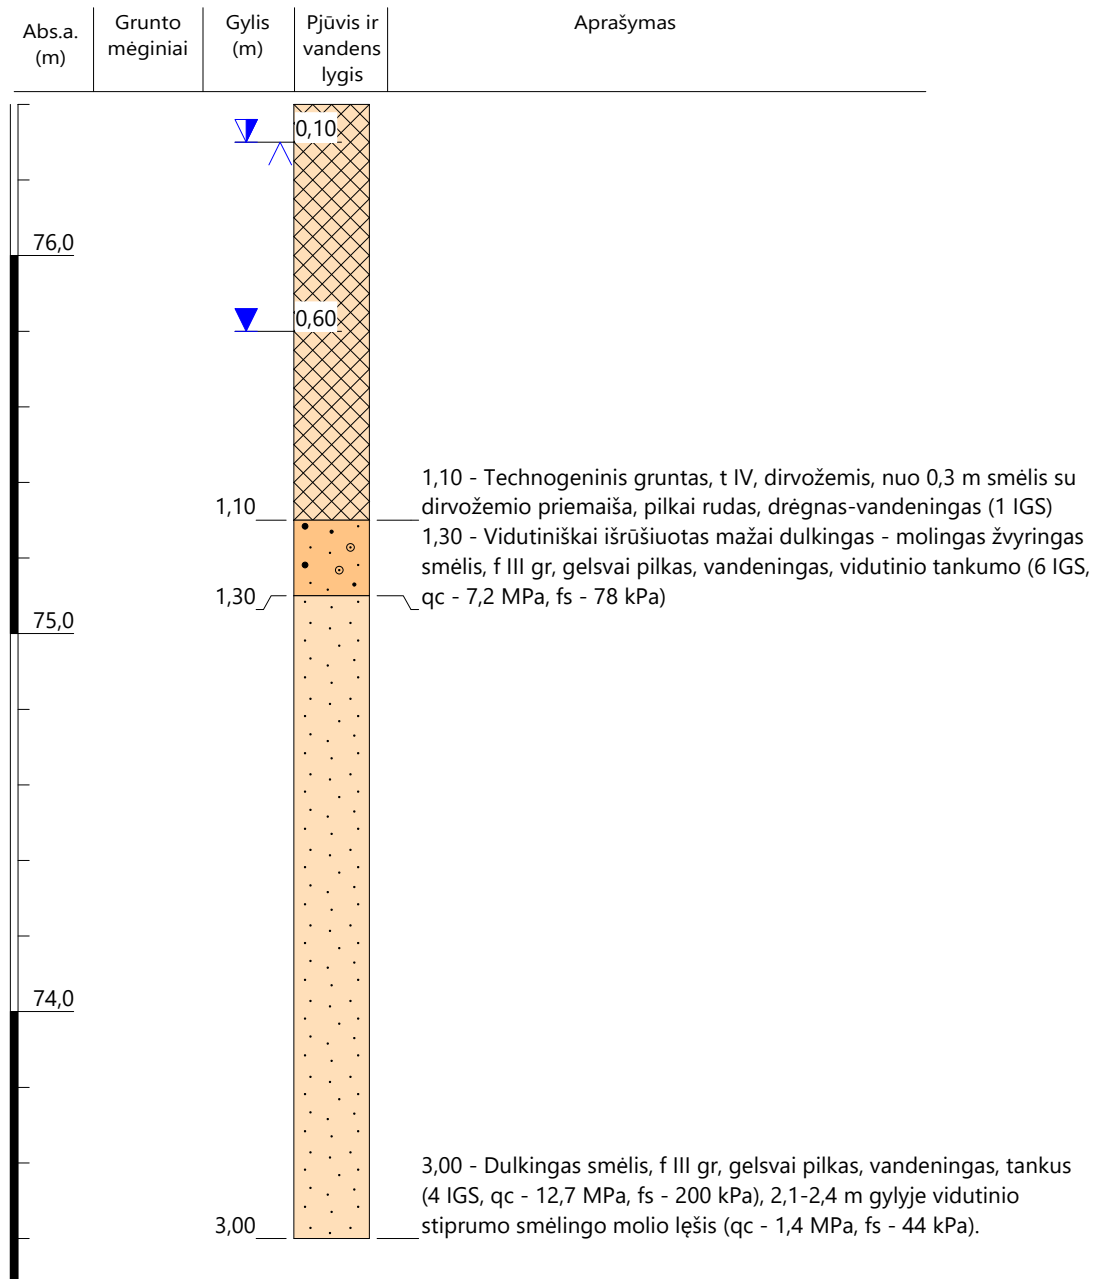 Abs.a.
(m)
Grunto
mėginiai
Gylis
(m)
Pjūvis ir
vandens
lygis
Aprašymas
0,10
76,0
0,60
1,10
1,10 - Technogeninis gruntas, t IV, dirvožemis, nuo 0,3 m smėlis su
dirvožemio priemaiša, pilkai rudas, drėgnas-vandeningas (1 IGS)
1,30
1,30 - Vidutiniškai išrūšiuotas mažai dulkingas - molingas žvyringas
smėlis, f III gr, gelsvai pilkas, vandeningas, vidutinio tankumo (6 IGS,
qc - 7,2 MPa, fs - 78 kPa)
75,0
74,0
3,00
3,00 - Dulkingas smėlis, f III gr, gelsvai pilkas, vandeningas, tankus
(4 IGS, qc - 12,7 MPa, fs - 200 kPa), 2,1-2,4 m gylyje vidutinio
stiprumo smėlingo molio lęšis (qc - 1,4 MPa, fs - 44 kPa).